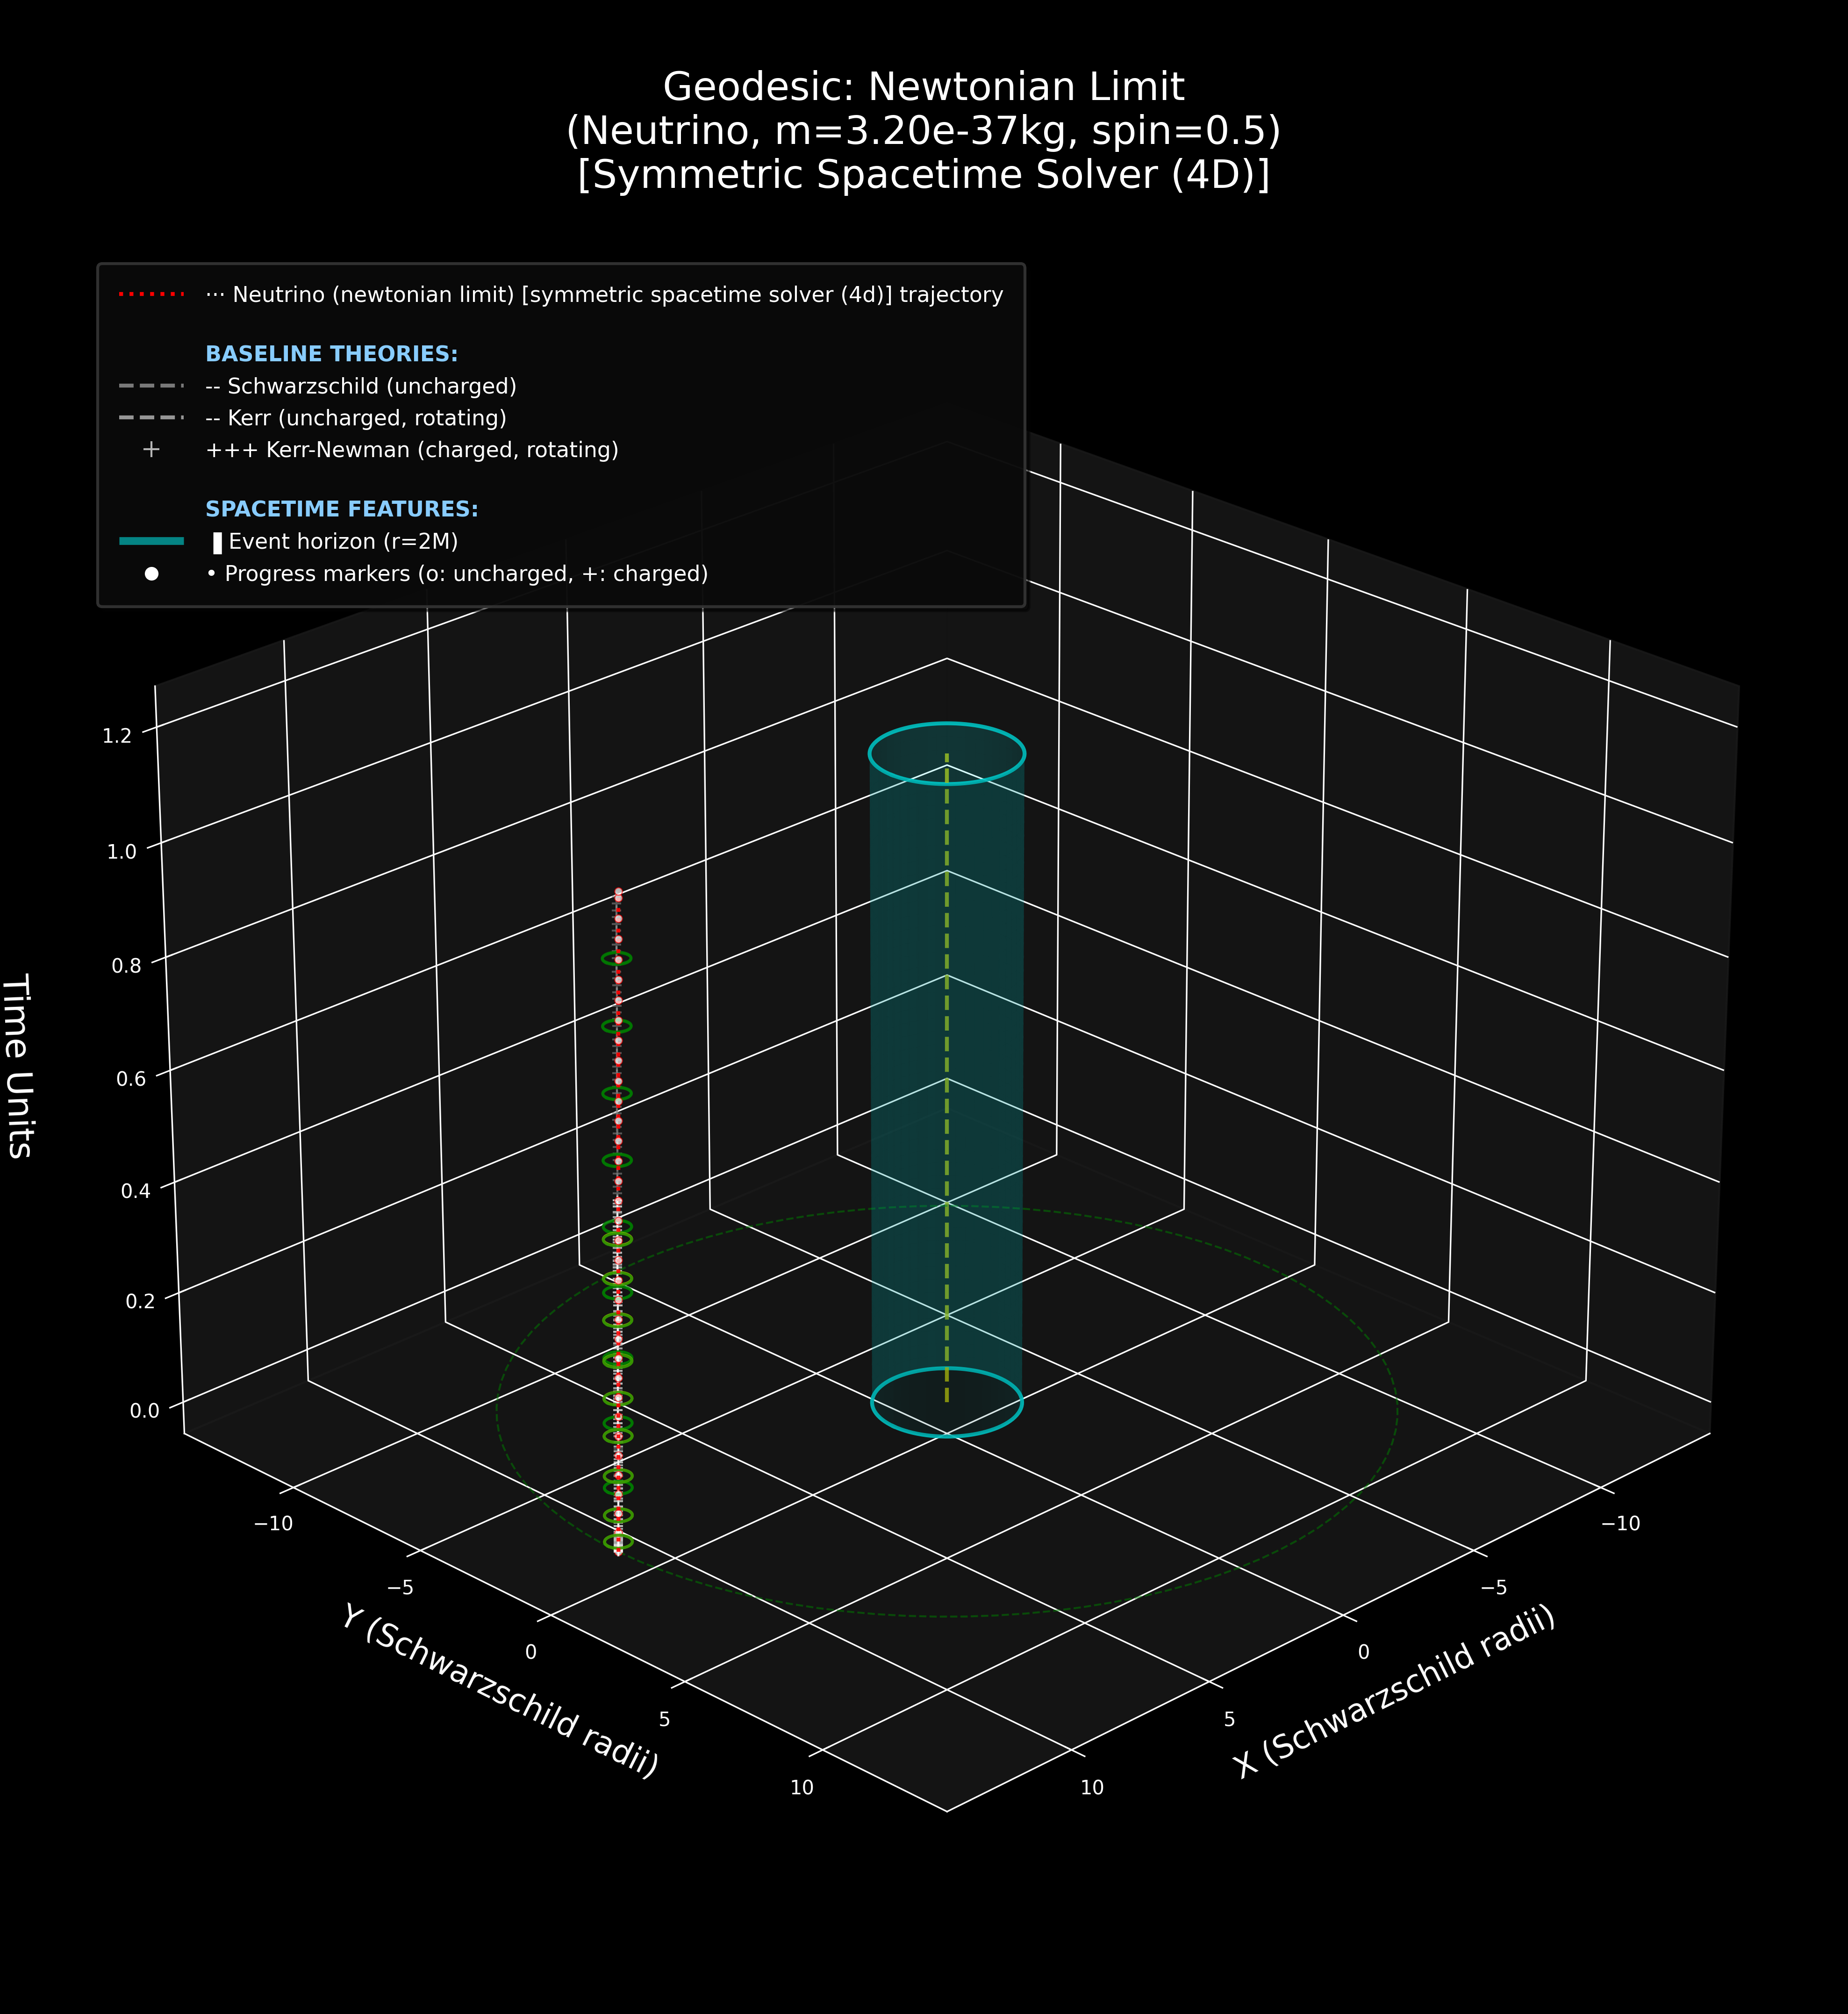 Geodesic: Newtonian Limit
(Neutrino, m=3.20e-37kg, spin=0.5)
[Symmetric Spacetime Solver (4D)]
··· Neutrino (newtonian limit) [symmetric spacetime solver (4d)] trajectory
BASELINE THEORIES:
-- Schwarzschild (uncharged)
-- Kerr (uncharged, rotating)
+++ Kerr-Newman (charged, rotating)
SPACETIME FEATURES:
▐ Event horizon (r=2M)
• Progress markers (o: uncharged, +: charged)
1.2
1.0
0.8
0.6
0.4
0.2
0.0
Time Units
−10
−5
0
5
10
Y (Schwarzschild radii)
−10
−5
0
5
10
X (Schwarzschild radii)